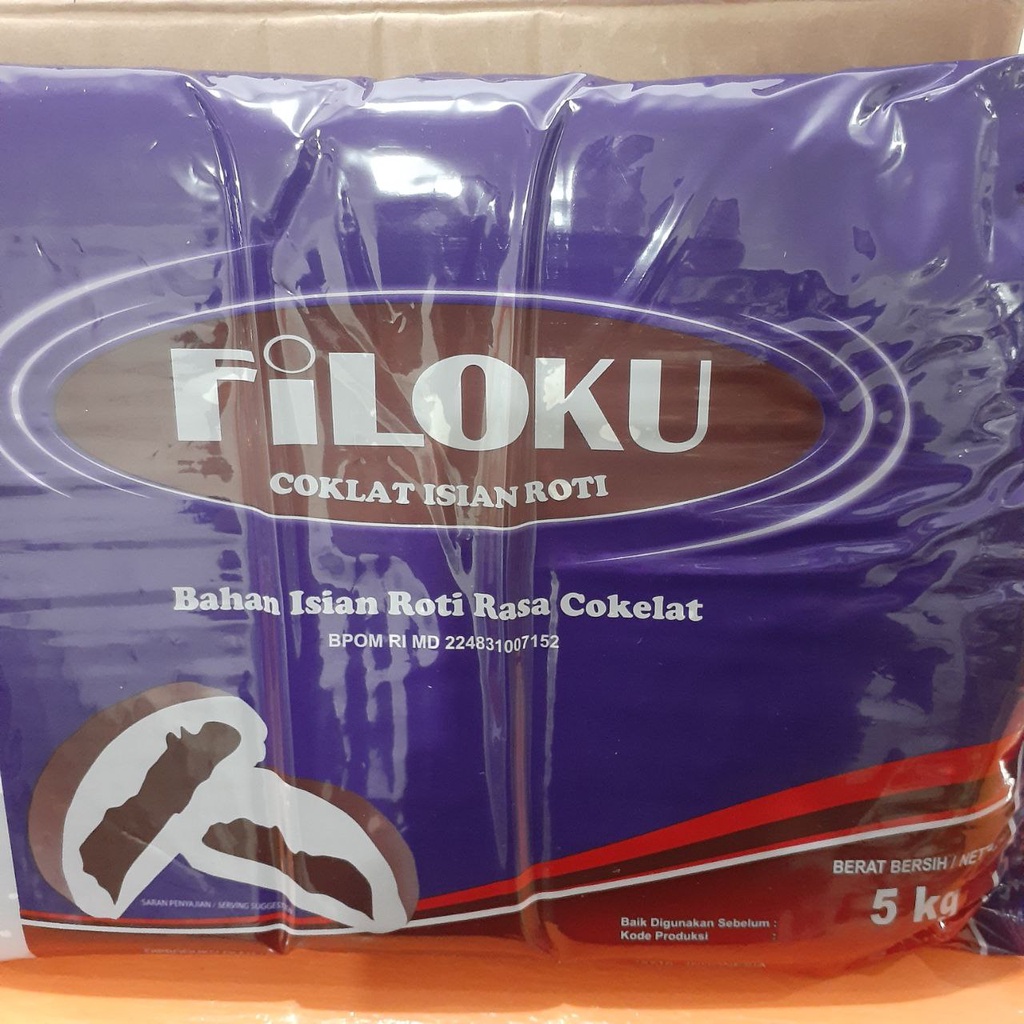 FiLOKU
COKLAT ISIAN ROTI
Bahan Isian Roti Rasa Cokelat
BPOM RI MD 224831007152
BERAT BERSIH /
5 kg
SARAN PENYAJIAN / SERVING
Baik Digunakan Sebelum :
Kode Produksi :